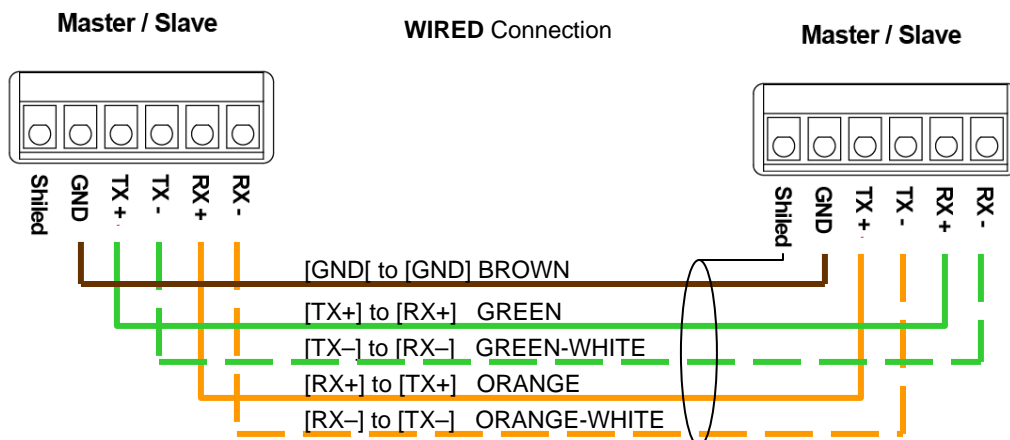 Master / Slave
WIRED Connection
Master / Slave
Shiled
GND
TX +
TX -
RX +
RX -
Shiled
GND
TX +
TX -
RX +
RX -
[GND[ to [GND] BROWN
[TX+] to [RX+] GREEN
[TX–] to [RX–] GREEN-WHITE
[RX+] to [TX+] ORANGE
[RX–] to [TX–] ORANGE-WHITE